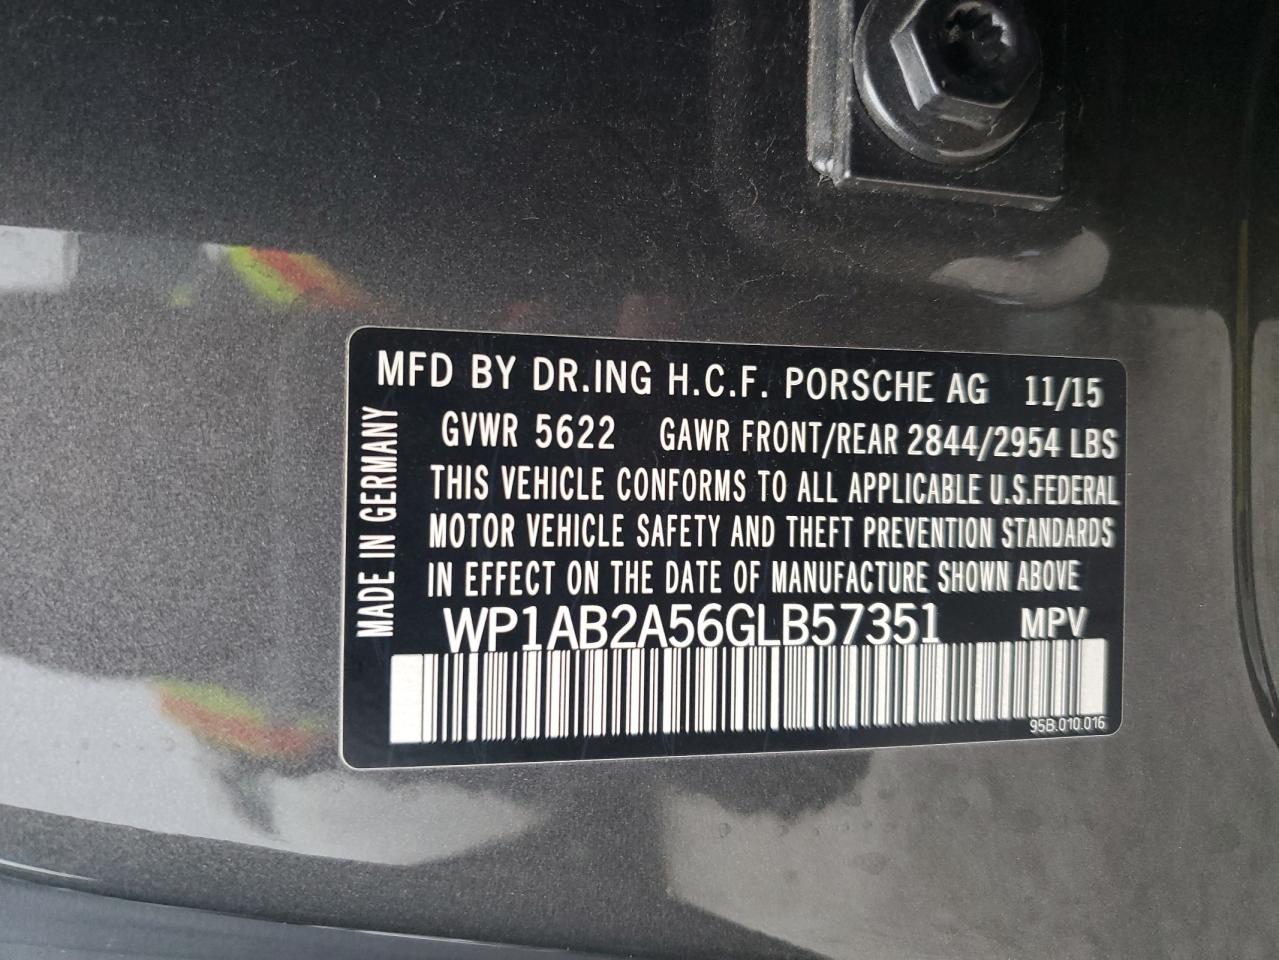 MFD BY DR.ING H.C.F. PORSCHE AG 11/15
GVWR 5622 GAWR FRONT/REAR 2844/2954 LBS
THIS VEHICLE CONFORMS TO ALL APPLICABLE U.S.FEDERAL
MOTOR VEHICLE SAFETY AND THEFT PREVENTION STANDARDS
IN EFFECT ON THE DATE OF MANUFACTURE SHOWN ABOVE
WP1AB2A56GLB57351 MPV
95B.010.016
MADE IN GERMANY